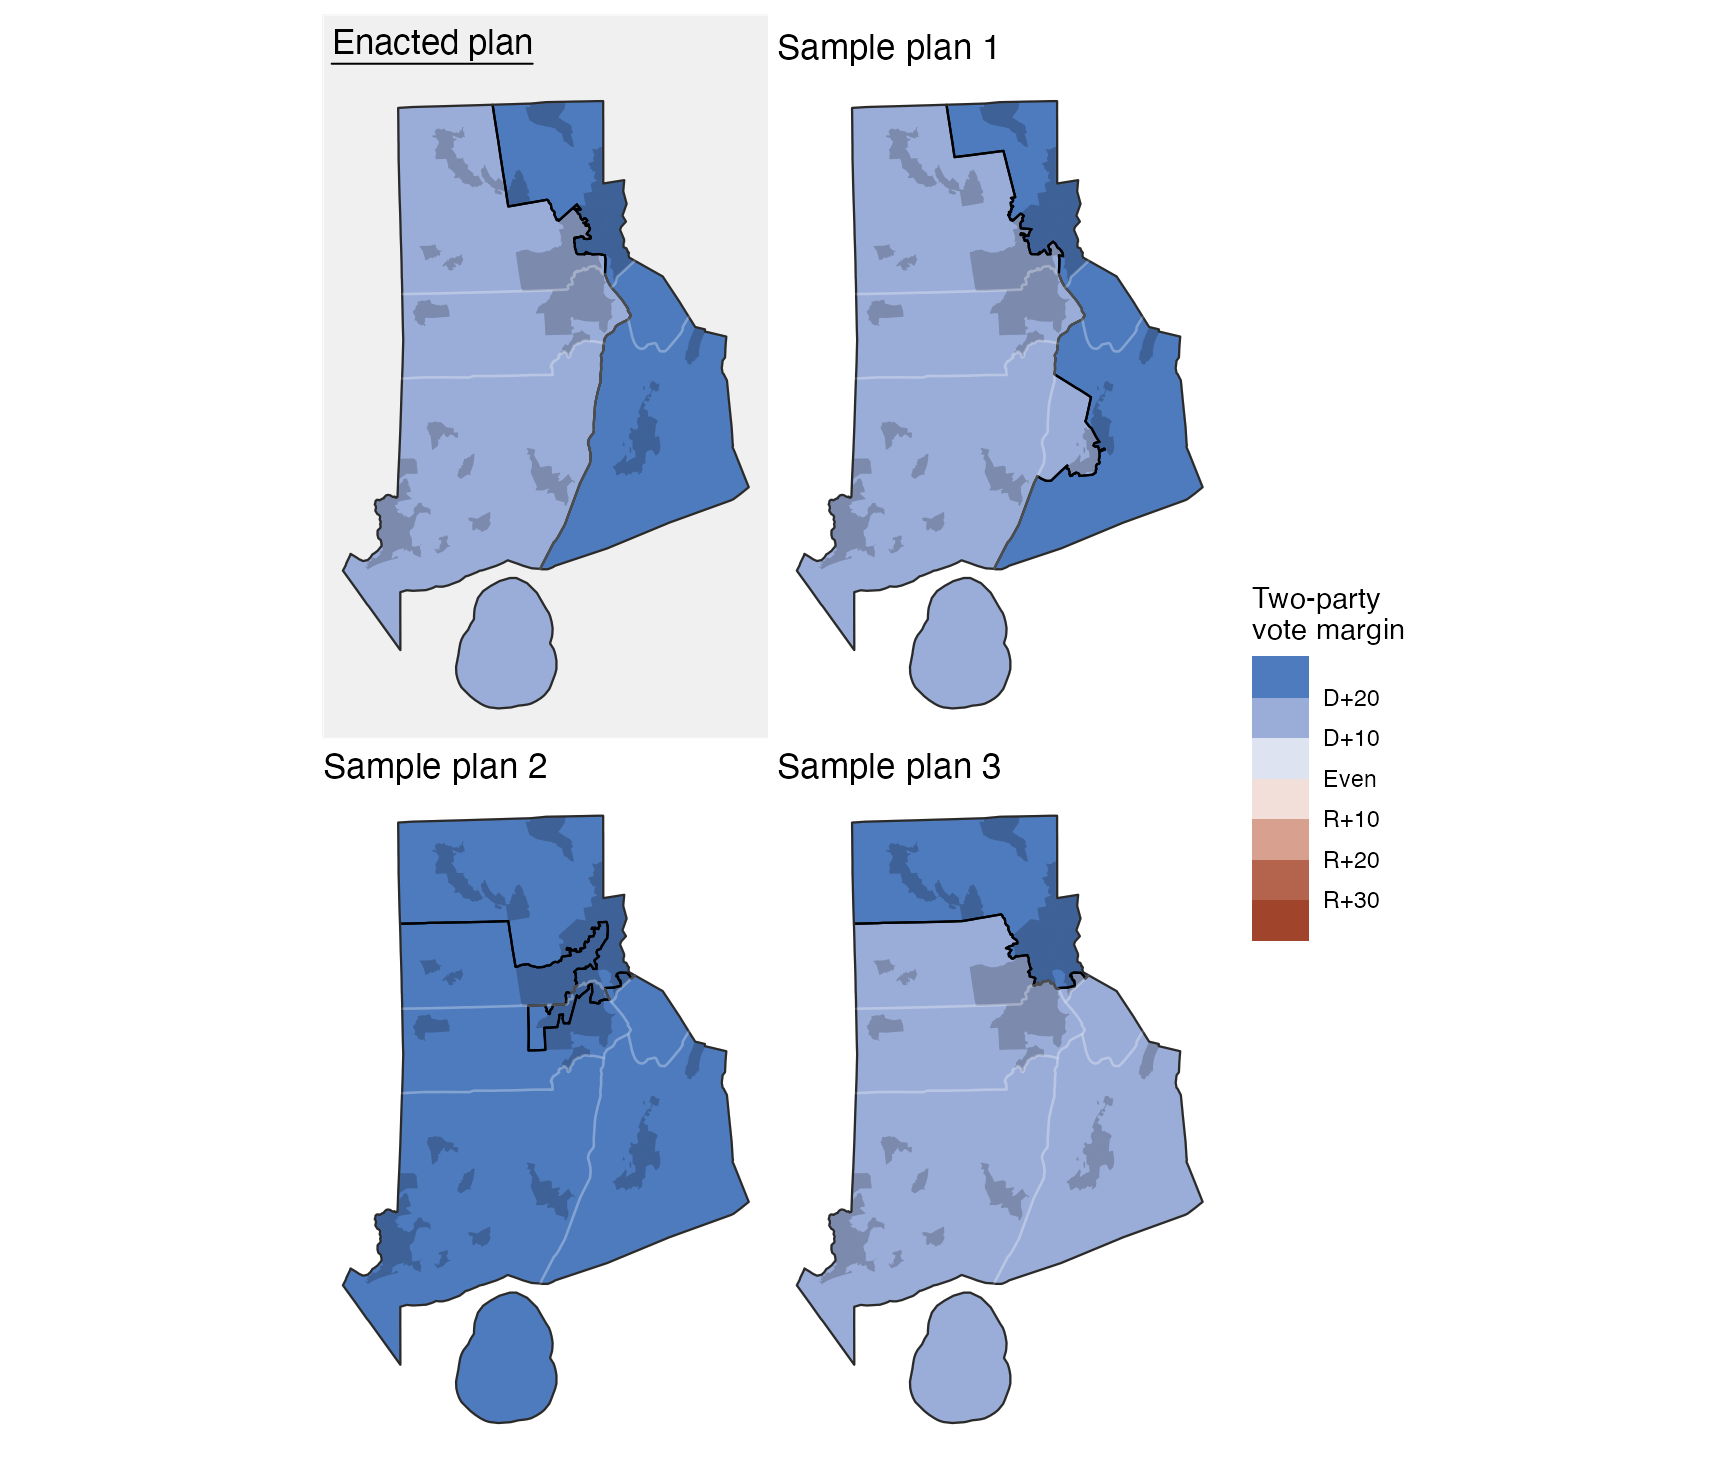 Enacted plan
Sample plan 1
Sample plan 2
Sample plan 3
Two-party
vote margin
D+20
D+10
Even
R+10
R+20
R+30